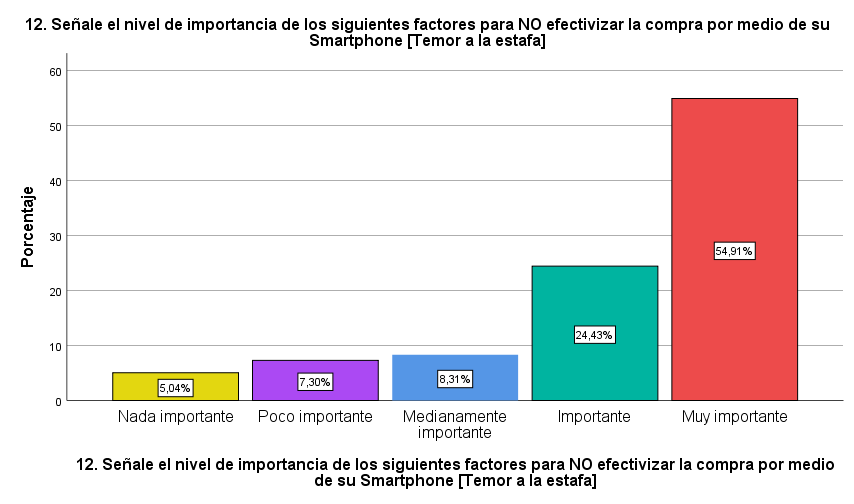 12. Señale el nivel de importancia de los siguientes factores para NO efectivizar la compra por medio de su
Smartphone [Temor a la estafa]
60
50
40
30
20
10
0
Porcentaje
5,04%
7,30%
8,31%
24,43%
54,91%
Nada importante
Poco importante
Medianamente
importante
Importante
Muy importante
12. Señale el nivel de importancia de los siguientes factores para NO efectivizar la compra por medio
de su Smartphone [Temor a la estafa]